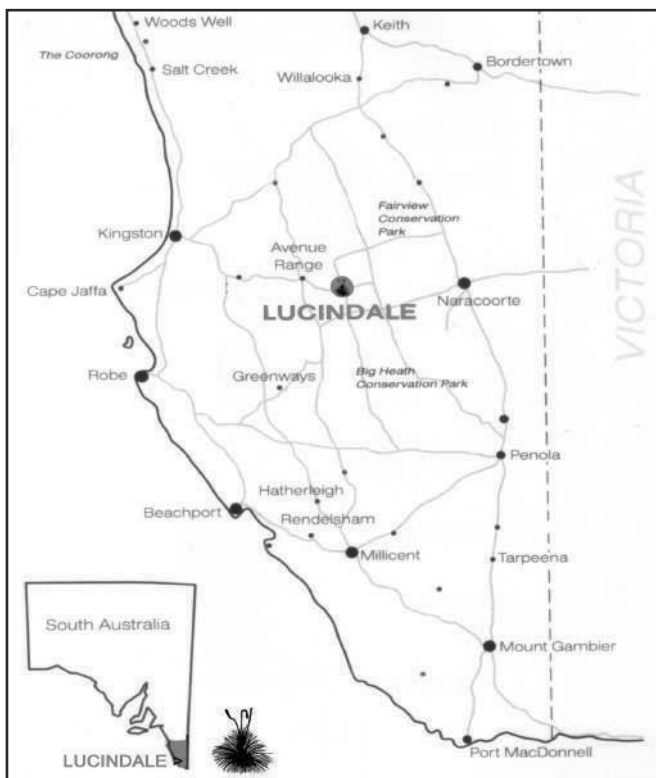 Woods Well
Keith
The Coorong
Bordertown
Salt Creek
Willalooka
Fairview
Conservation
Park
Kingston
Avenue
Range
VICTORIA
Cape Jaffa
LUCINDALE
Naracoorte
Robe
Greenways
Big Heath
Conservation Park
Penola
Hatherleigh
Beachport
Rendelsham
Millicent
Tarpeena
South Australia
Mount Gambier
LUCINDALE >
Port MacDonnell